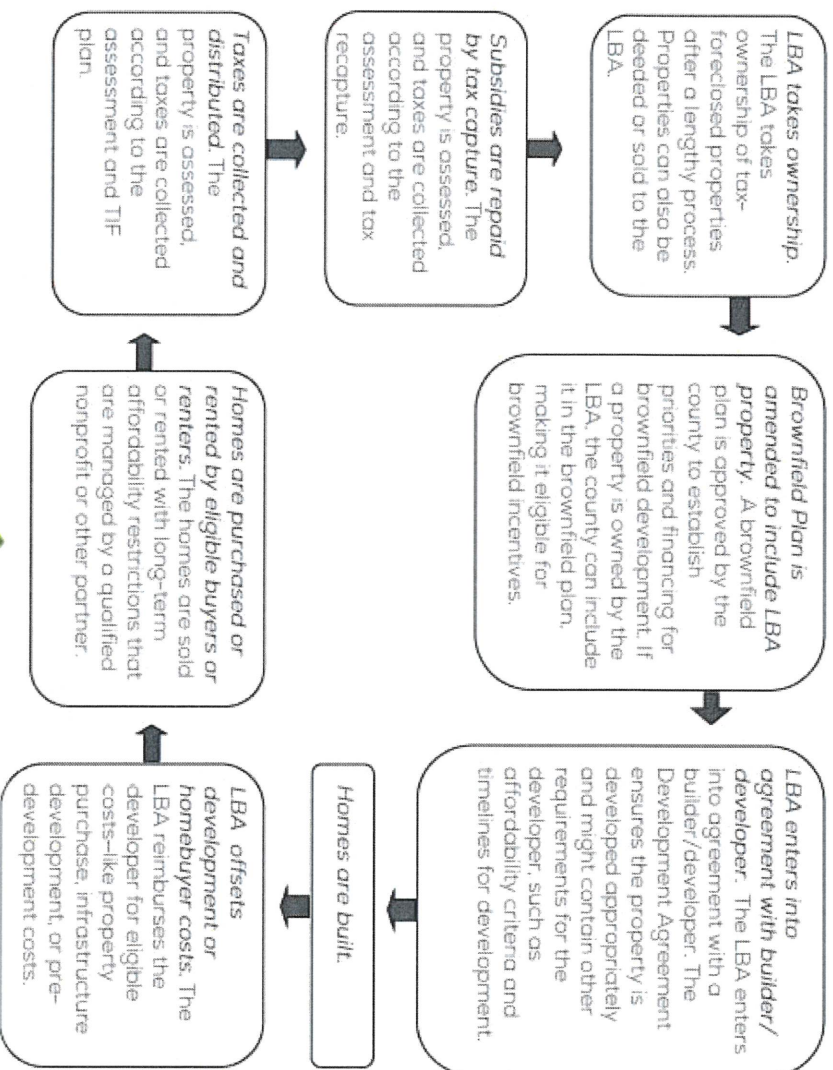 LBA takes ownership.
The LBA takes
ownership of tax-
foreclosed properties
after a lengthy process.
Properties can also be
deeded or sold to the
LBA.
Brownfield Plan is
amended to include LBA
property. A brownfield
plan is approved by the
county to establish
priorities and financing for
brownfield development. If
a property is owned by the
LBA, the county can include
it in the brownfield plan,
making it eligible for
brownfield incentives.
LBA enters into
agreement with builder/
developer. The LBA enters
into agreement with a
builder/developer. The
Development Agreement
ensures the property is
developed appropriately
and might contain other
requirements for the
developer, such as
affordability criteria and
timelines for development.
Homes are built.
LBA offsets
development or
homebuyer costs. The
LBA reimburses the
developer for eligible
costs–like property
purchase, infrastructure
development, or pre-
development costs.
Homes are purchased or
rented by eligible buyers or
renters. The homes are sold
or rented with long-term
affordability restrictions that
are managed by a qualified
nonprofit or other partner.
Taxes are collected and
distributed. The
property is assessed,
and taxes are collected
according to the
assessment and TIF
plan.
Subsidies are repaid
by tax capture. The
property is assessed,
and taxes are collected
according to the
assessment and tax
recapture.